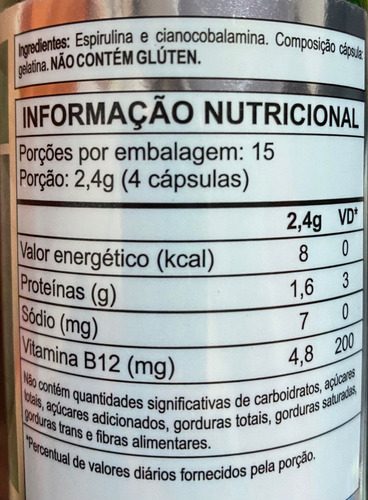 Ingredientes: Espirulina e cianocobalamina. Composição cápsula:
gelatina. NÃO CONTÉM GLÚTEN.
INFORMAÇÃO NUTRICIONAL
Porções por embalagem: 15
Porção: 2,4g (4 cápsulas)
2,4g VD*
Valor energético (kcal) 8 0
Proteínas (g) 1,6 3
Sódio (mg) 7 0
Vitamina B12 (mg) 4,8 200
Não contém quantidades significativas de carboidratos, açúcares
totais, açúcares adicionados, gorduras totais, gorduras saturadas,
gorduras trans e fibras alimentares.
*Percentual de valores diários fornecidos pela porção.